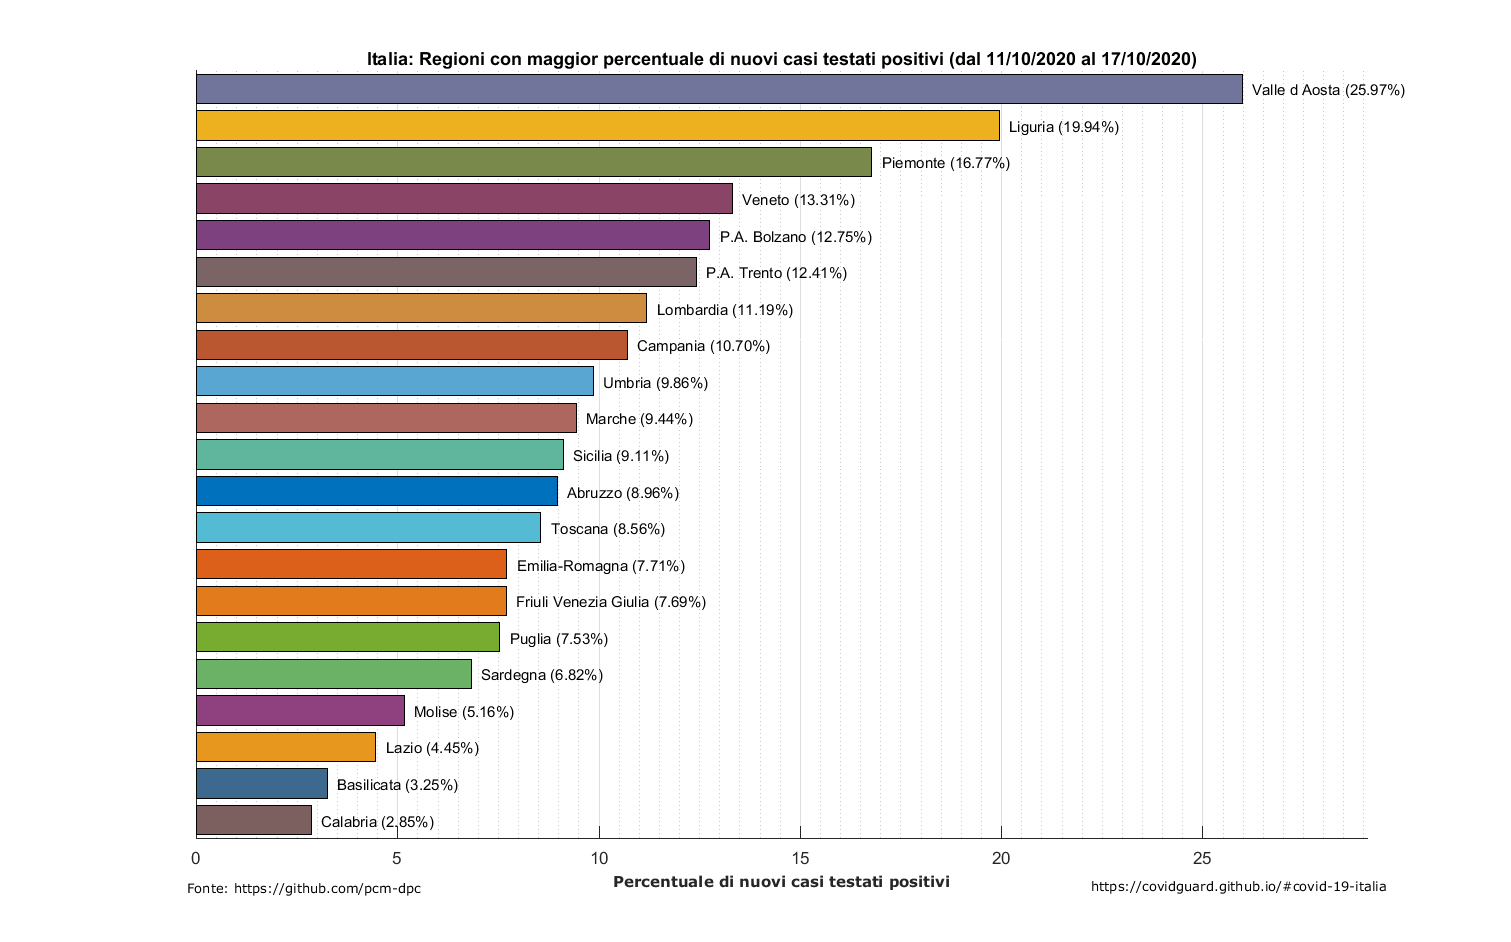 Italia: Regioni con maggior percentuale di nuovi casi testati positivi (dal 11/10/2020 al 17/10/2020)
Valle d Aosta (25.97%)
Liguria (19.94%)
Piemonte (16.77%)
Veneto (13.31%)
P.A. Bolzano (12.75%)
P.A. Trento (12.41%)
Lombardia (11.19%)
Campania (10.70%)
Umbria (9.86%)
Marche (9.44%)
Sicilia (9.11%)
Abruzzo (8.96%)
Toscana (8.56%)
Emilia-Romagna (7.71%)
Friuli Venezia Giulia (7.69%)
Puglia (7.53%)
Sardegna (6.82%)
Molise (5.16%)
Lazio (4.45%)
Basilicata (3.25%)
Calabria (2.85%)
0 5 10 15 20 25
Percentuale di nuovi casi testati positivi
Fonte: https://github.com/pcm-dpc
https://covidguard.github.io/#covid-19-italia